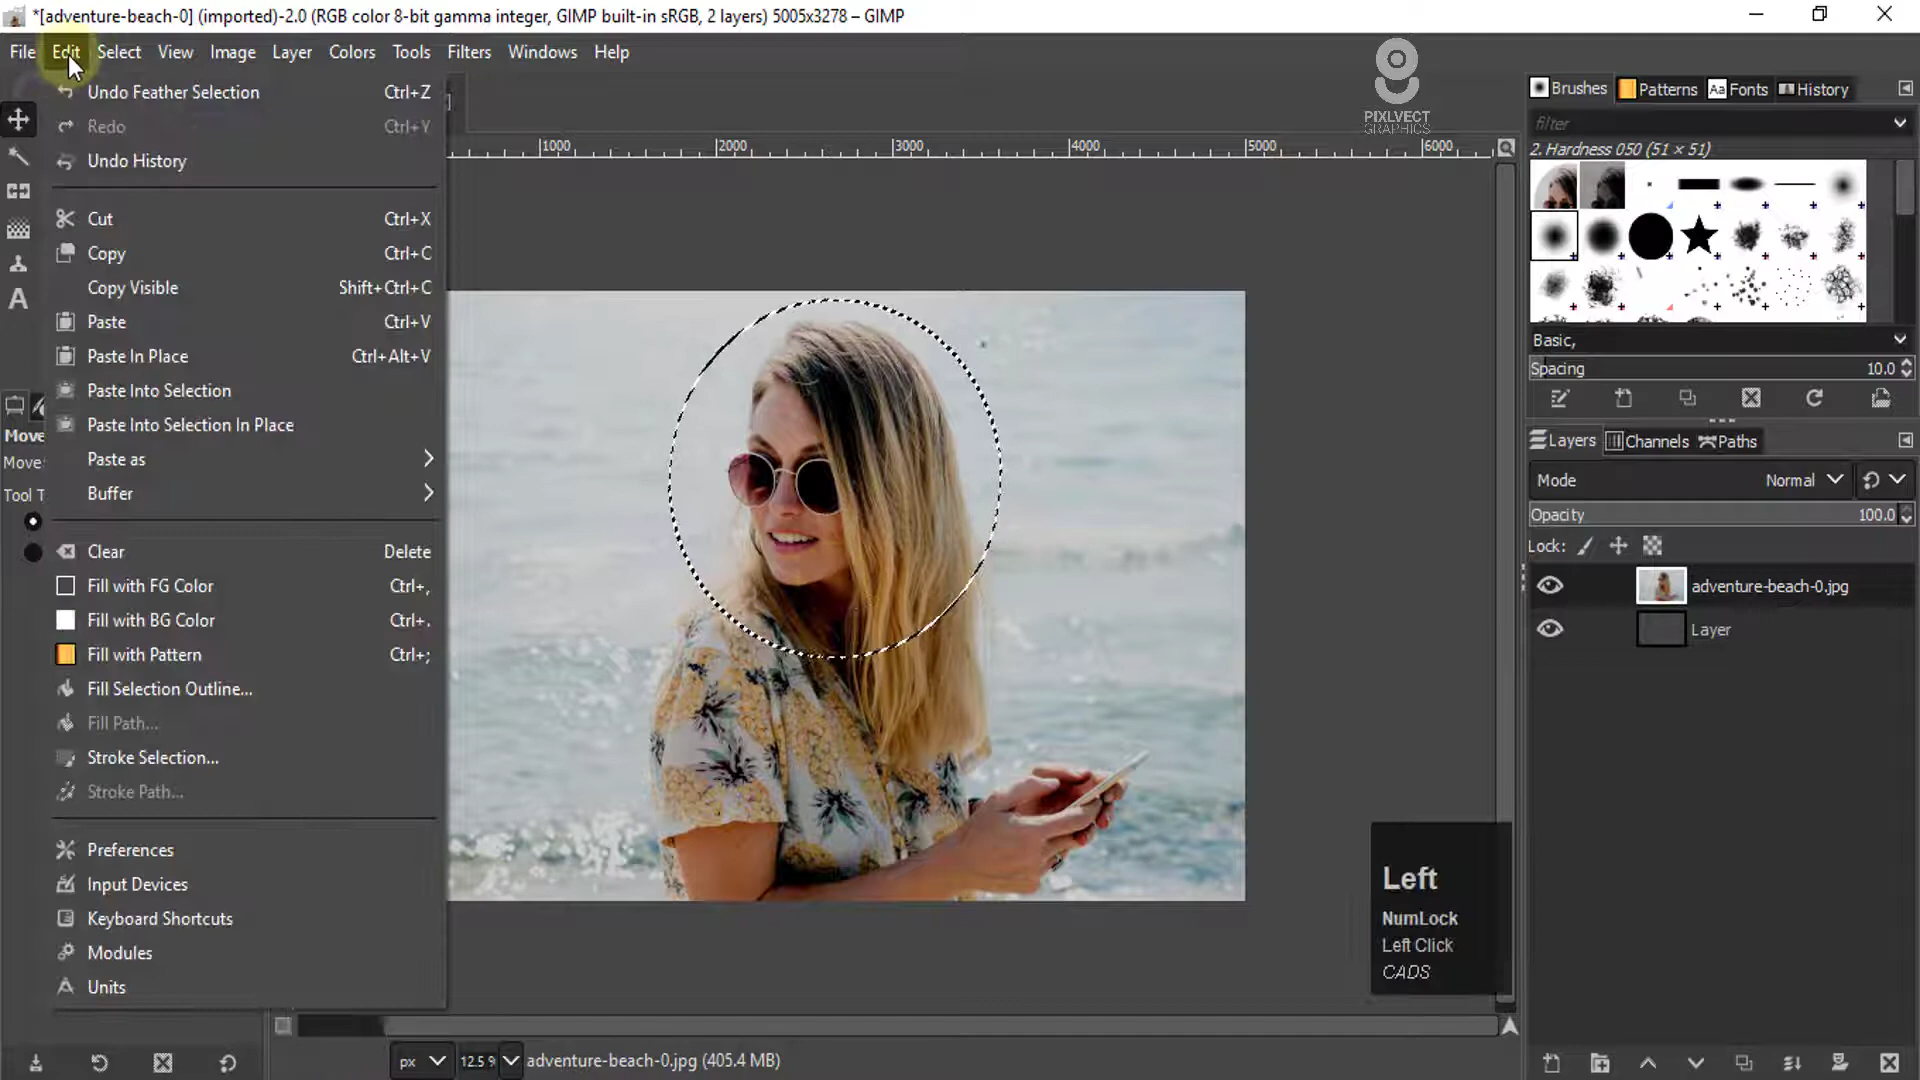 *[adventure-beach-0] (imported)-2.0 (RGB color 8-bit gamma integer, GIMP built-in sRGB, 2 layers) 5005x3278 – GIMP
File Edit Select View Image Layer Colors Tools Filters Windows Help
Undo Feather Selection Ctrl+Z
Redo Ctrl+Y
Undo History
Cut Ctrl+X
Copy Ctrl+C
Copy Visible Shift+Ctrl+C
Paste Ctrl+V
Paste In Place Ctrl+Alt+V
Paste Into Selection
Paste Into Selection In Place
Paste as
Buffer
Clear Delete
Fill with FG Color Ctrl+,
Fill with BG Color Ctrl+.
Fill with Pattern Ctrl+;
Fill Selection Outline...
Fill Path...
Stroke Selection...
Stroke Path...
Preferences
Input Devices
Keyboard Shortcuts
Modules
Units
Move
Move:
Tool T
1000 2000 3000 4000 5000 6000
PIXLVECT
GRAPHICS
Brushes Patterns Aa Fonts History
filter
2. Hardness 050 (51 × 51)
Basic,
Spacing 10.0
Layers Channels Paths
Mode Normal
Opacity 100.0
Lock:
adventure-beach-0.jpg
Layer
Left
NumLock
Left Click
CADS
px 12.5 % adventure-beach-0.jpg (405.4 MB)